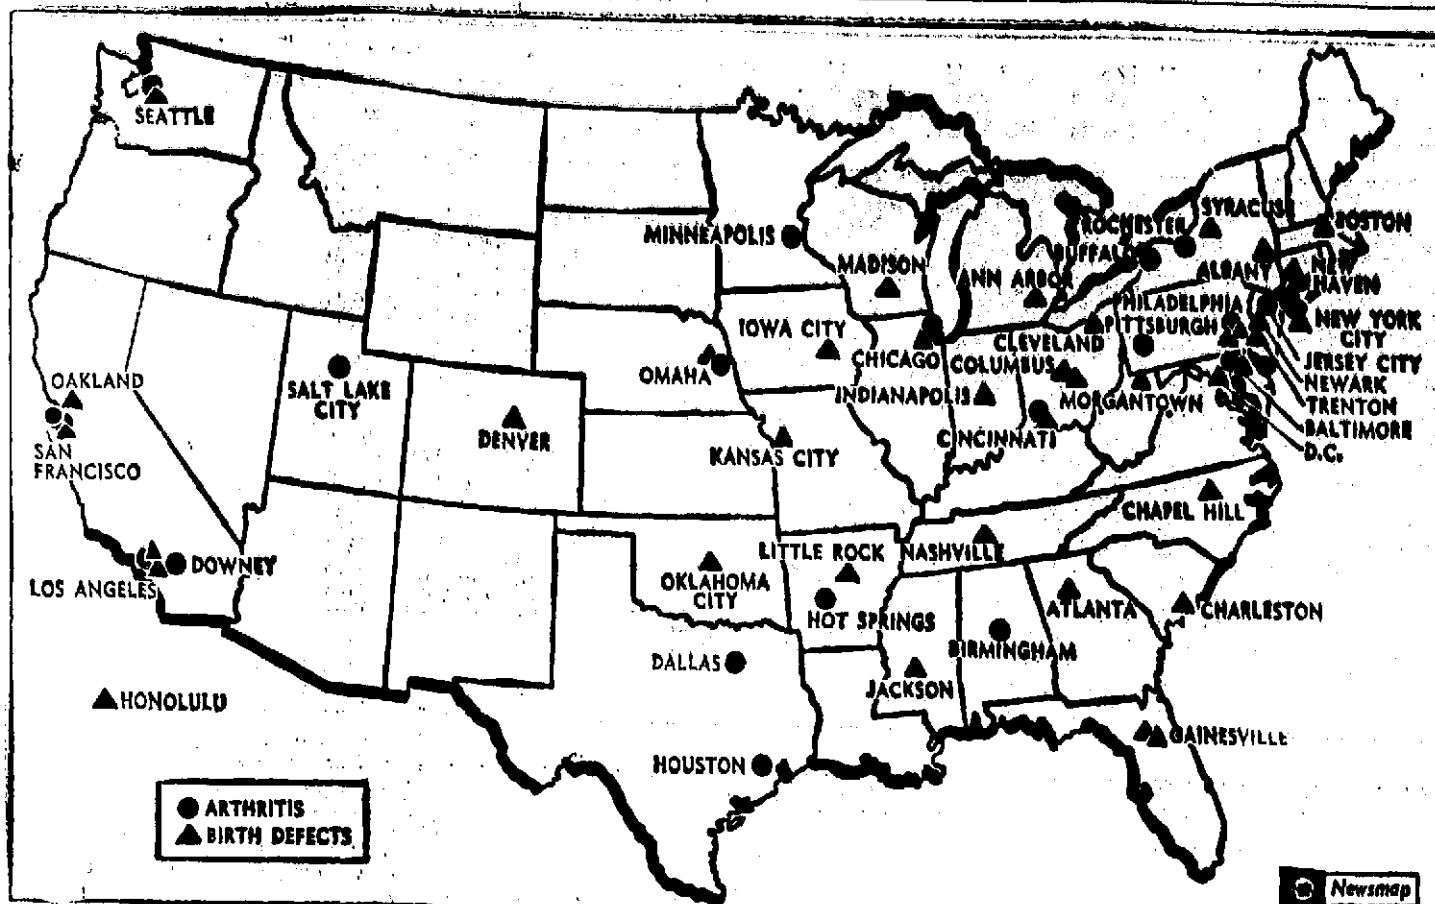 SEATTLE
SYRACUSE
ROCHESTER
BOSTON
MINNEAPOLIS
BUFFALO
MADISON
ANN ARBOR
ALBANY
NEW
HAVEN
PHILADELPHIA
IOWA CITY
PITTSBURGH
NEW YORK
CITY
CLEVELAND
CHICAGO
COLUMBUS
JERSEY CITY
OMAHA
OAKLAND
SALT LAKE
CITY
INDIANAPOLIS
MORGANTOWN
NEWARK
TRENTON
DENVER
CINCINNATI
BALTIMORE
SAN
FRANCISCO
KANSAS CITY
D.C.
CHAPEL HILL
LITTLE ROCK
NASHVILLE
DOWNEY
LOS ANGELES
OKLAHOMA
CITY
HOT SPRINGS
ATLANTA
CHARLESTON
BIRMINGHAM
DALLAS
JACKSON
HONOLULU
GAINESVILLE
HOUSTON
ARTHRITIS
BIRTH DEFECTS
Newsmap